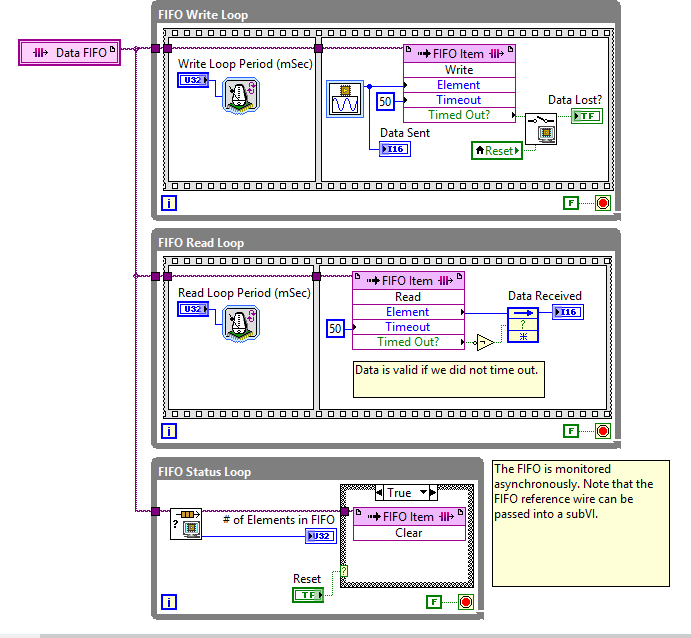 FIFO Write Loop
Data FIFO
Write Loop Period (mSec)
U32
FIFO Item
Write
Element
50
Timeout
Timed Out?
Data Lost?
TF
Data Sent
I16
Reset
i
F
FIFO Read Loop
Read Loop Period (mSec)
U32
FIFO Item
Read
Element
50
Timeout
Timed Out?
Data Received
I16
?
Data is valid if we did not time out.
i
F
FIFO Status Loop
True
?
# of Elements in FIFO
U32
FIFO Item
Clear
?
Reset
TF
i
F
The FIFO is monitored
asynchronously. Note that the
FIFO reference wire can be
passed into a subVI.